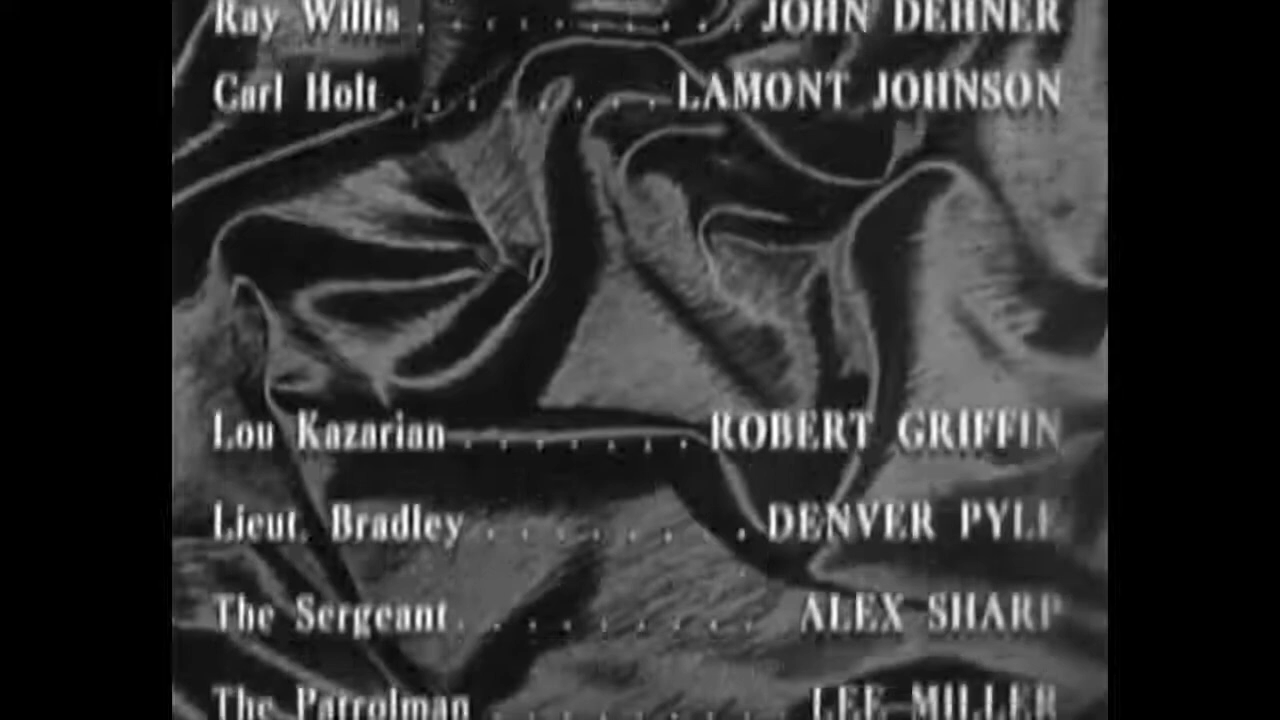 Ray Willis . . . . . . . . . JOHN DEHNER
Carl Holt . . . . . . . . LAMONT JOHNSON
Lou Kazarian . . . . . . . ROBERT GRIFFIN
Lieut. Bradley . . . . . . . . DENVER PYLE
The Sergeant . . . . . . . . . ALEX SHARP
The Patrolman . . . . . . . . . LEE MILLER